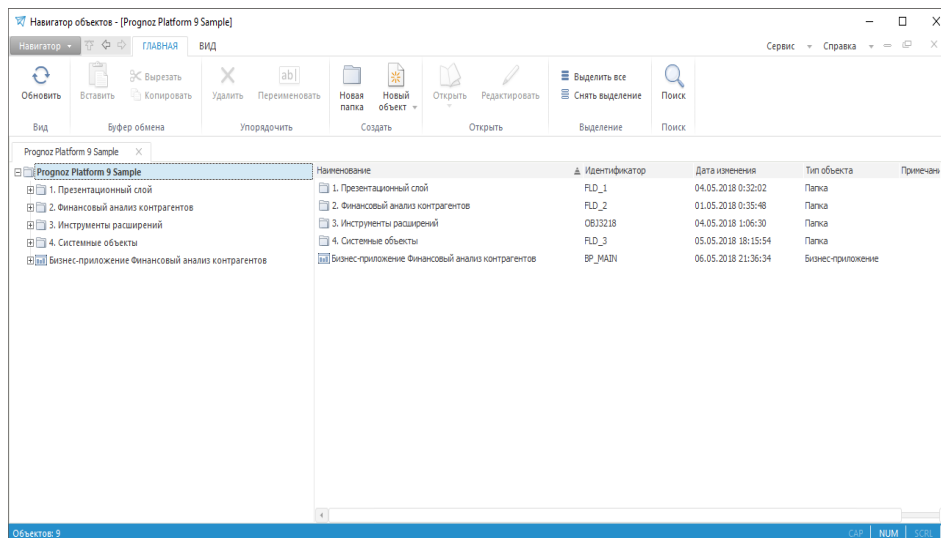 Навигатор объектов - [Prognoz Platform 9 Sample]
Навигатор ГЛАВНАЯ ВИД Сервис Справка
Обновить Вставить Вырезать Копировать Удалить ab Переименовать Новая папка Новый объект Открыть Редактировать Выделить все Снять выделение Поиск
Вид Буфер обмена Упорядочить Создать Открыть Выделение Поиск
Prognoz Platform 9 Sample
Prognoz Platform 9 Sample
1. Презентационный слой
2. Финансовый анализ контрагентов
3. Инструменты расширений
4. Системные объекты
Бизнес-приложение Финансовый анализ контрагентов
Наименование Идентификатор Дата изменения Тип объекта Примечани
1. Презентационный слой FLD_1 04.05.2018 0:32:02 Папка
2. Финансовый анализ контрагентов FLD_2 01.05.2018 0:35:48 Папка
3. Инструменты расширений OBJ3218 04.05.2018 1:06:30 Папка
4. Системные объекты FLD_3 05.05.2018 18:15:54 Папка
Бизнес-приложение Финансовый анализ контрагентов BP_MAIN 06.05.2018 21:36:34 Бизнес-приложение
Объектов: 9 CAP NUM SCRL